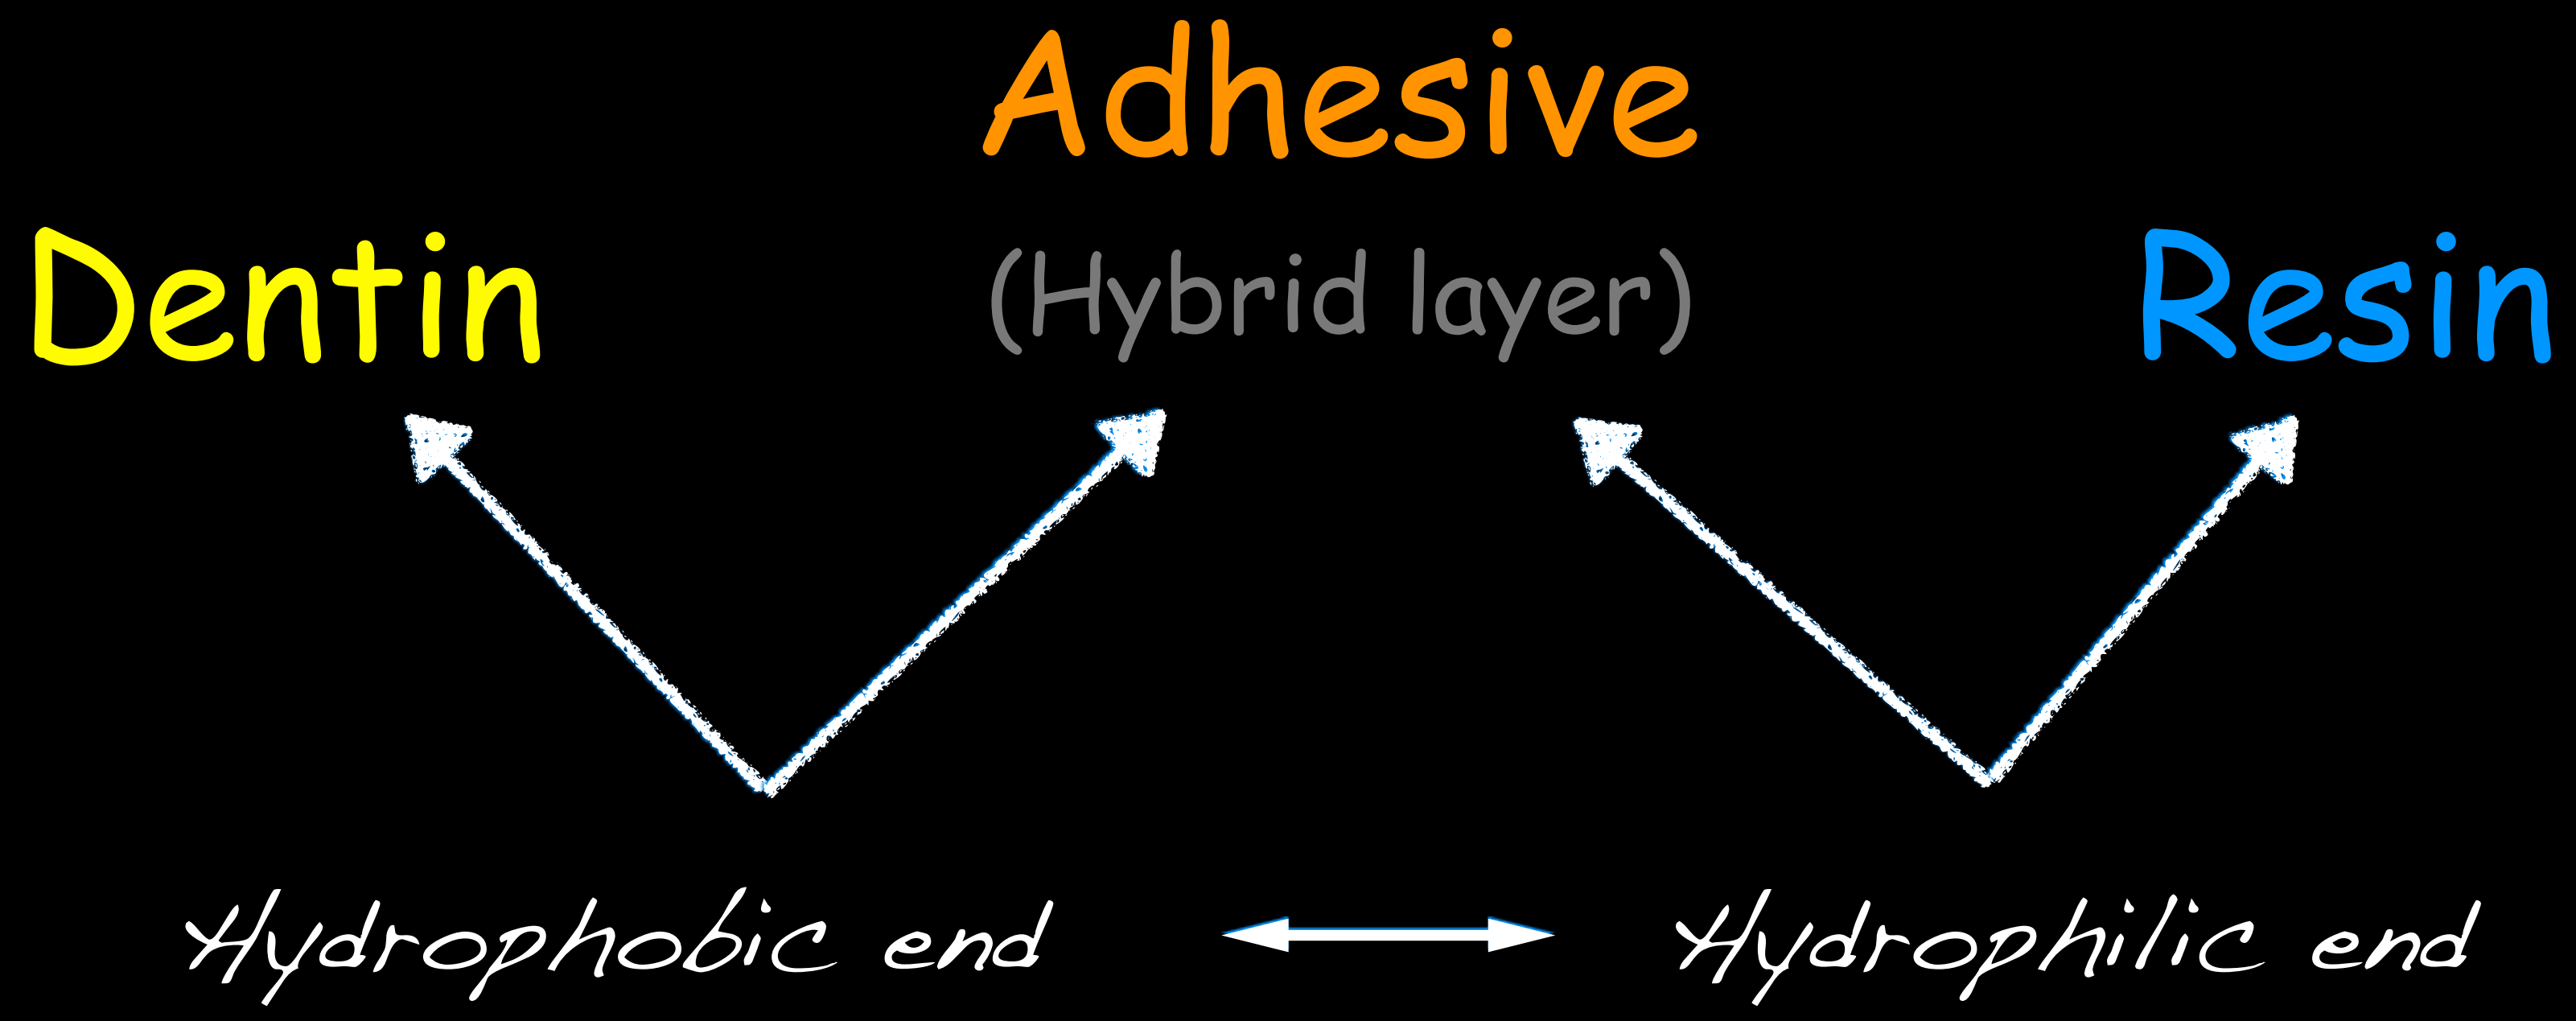 Adhesive
Dentin
(Hybrid layer)
Resin
Hydrophobic end
Hydrophilic end